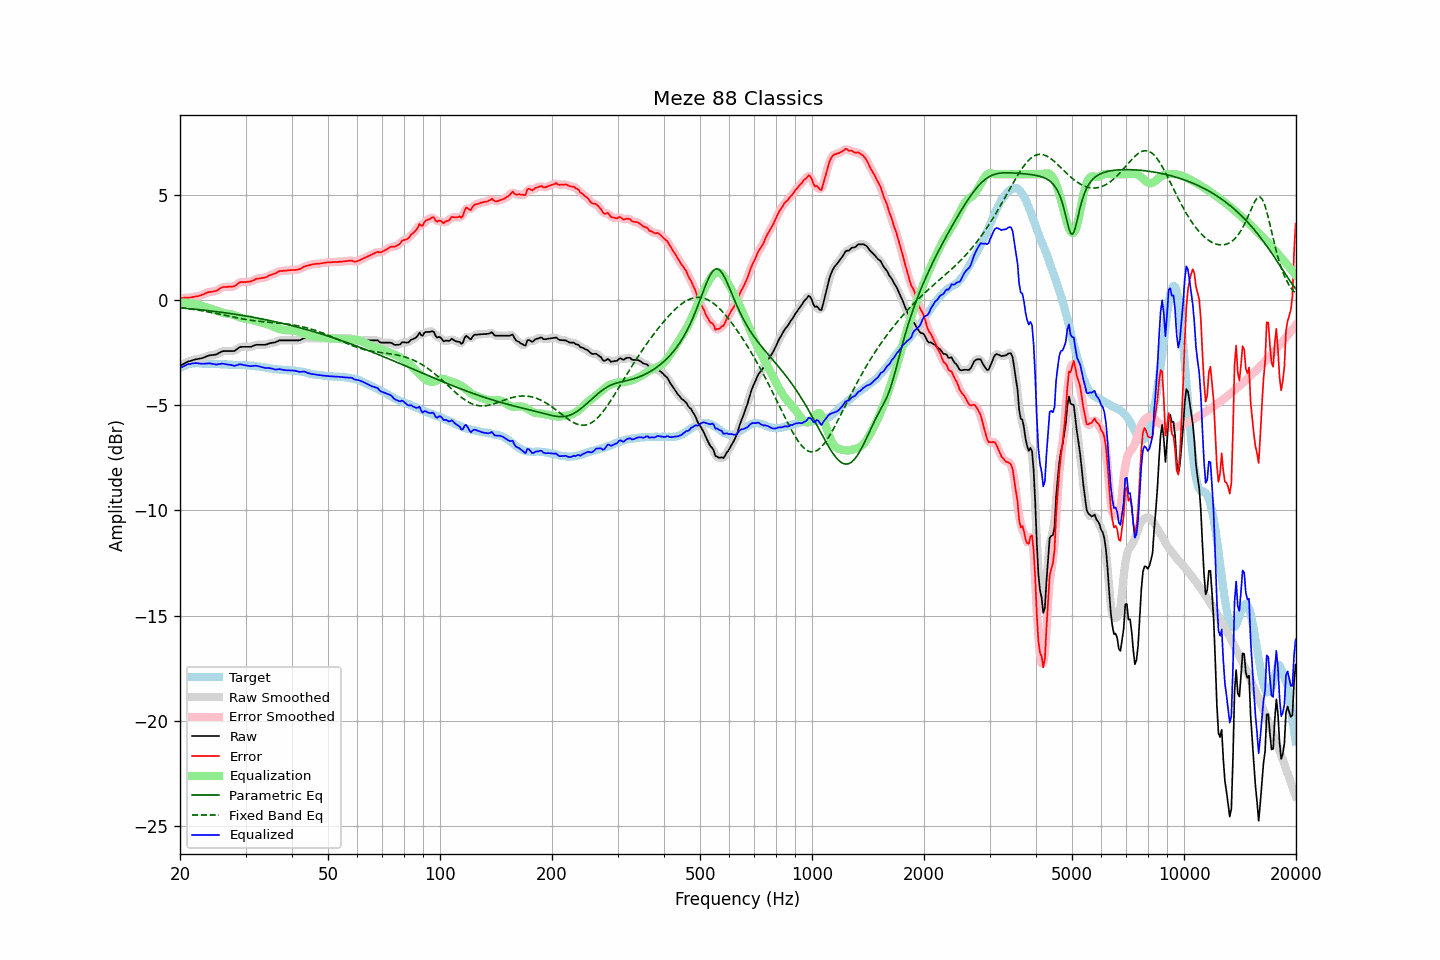 Meze 88 Classics
Amplitude (dBr)
5
0
−5
−10
−15
−20
−25
Target
Raw Smoothed
Error Smoothed
Raw
Error
Equalization
Parametric Eq
Fixed Band Eq
Equalized
20 50 100 200 500 1000 2000 5000 10000 20000
Frequency (Hz)